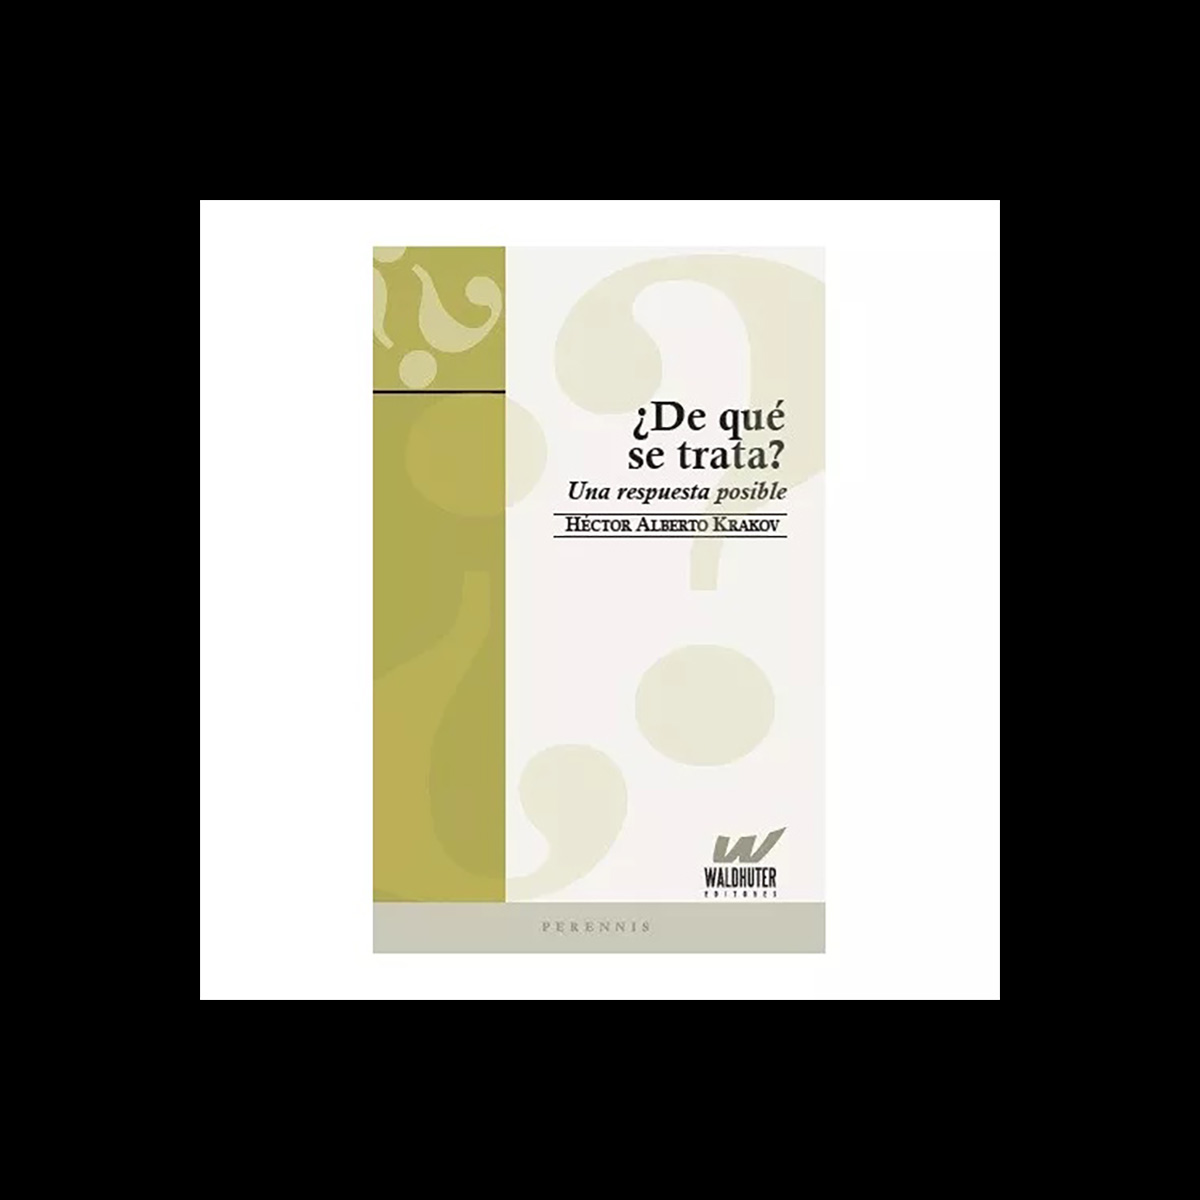 ¿De qué
se trata?
Una respuesta posible
HÉCTOR ALBERTO KRAKOV
WALDHUTER
EDITORES
PERENNIS